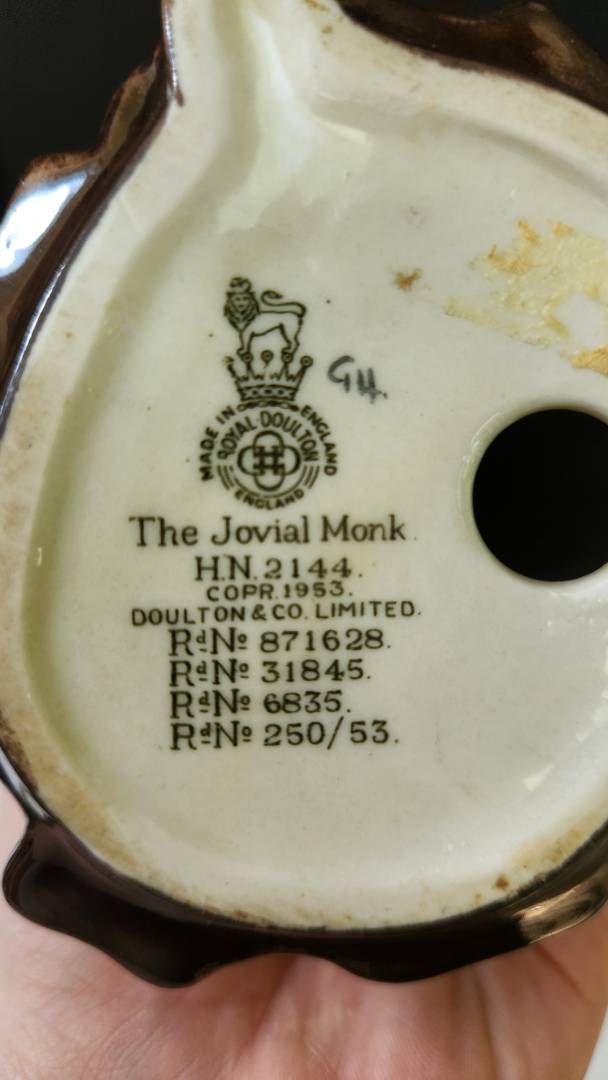 GH.
MADE IN ENGLAND
ROYAL DOULTON
ENGLAND
The Jovial Monk.
H.N. 2144.
COPR. 1953.
DOULTON & CO. LIMITED.
Rd No 871628.
Rd No 31845.
Rd No 6835.
Rd No 250/53.